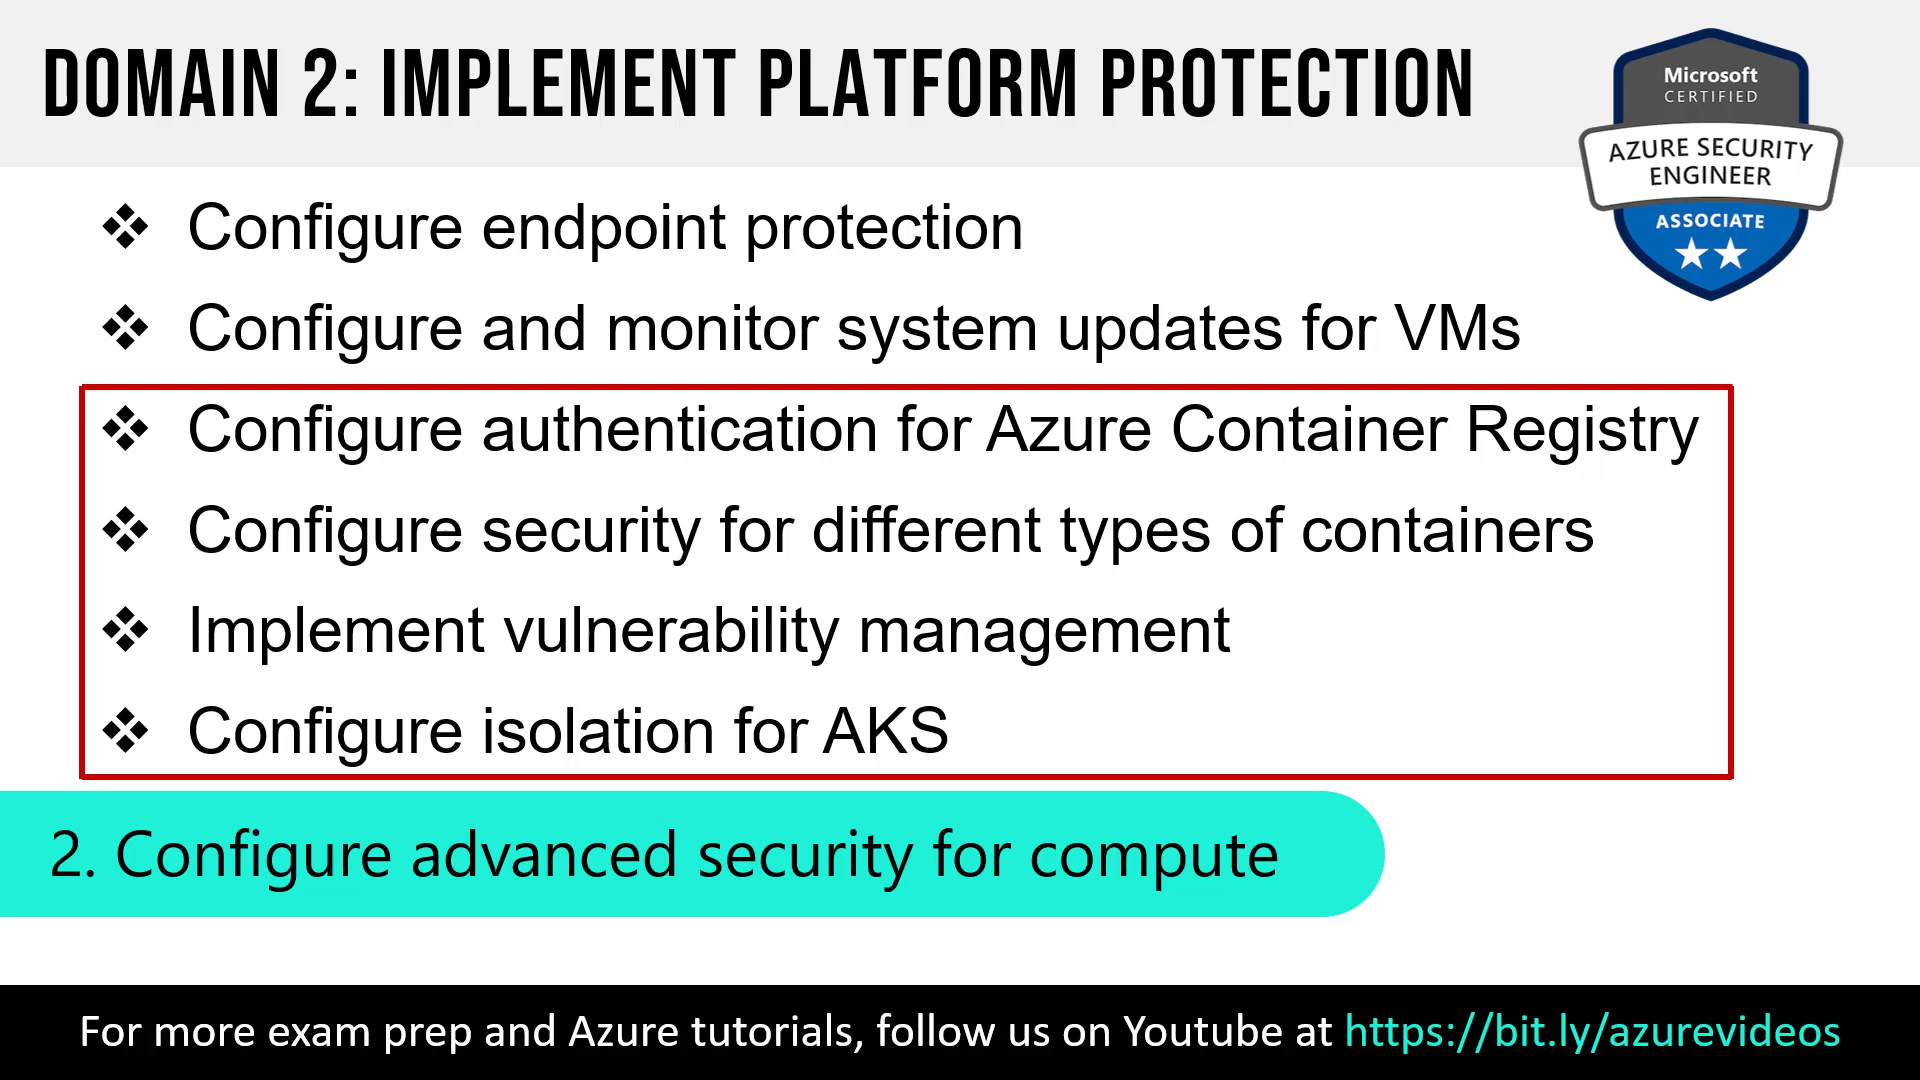 DOMAIN 2: IMPLEMENT PLATFORM PROTECTION
Microsoft
CERTIFIED
AZURE SECURITY
ENGINEER
ASSOCIATE
❖ Configure endpoint protection
❖ Configure and monitor system updates for VMs
❖ Configure authentication for Azure Container Registry
❖ Configure security for different types of containers
❖ Implement vulnerability management
❖ Configure isolation for AKS
2. Configure advanced security for compute
For more exam prep and Azure tutorials, follow us on Youtube at https://bit.ly/azurevideos